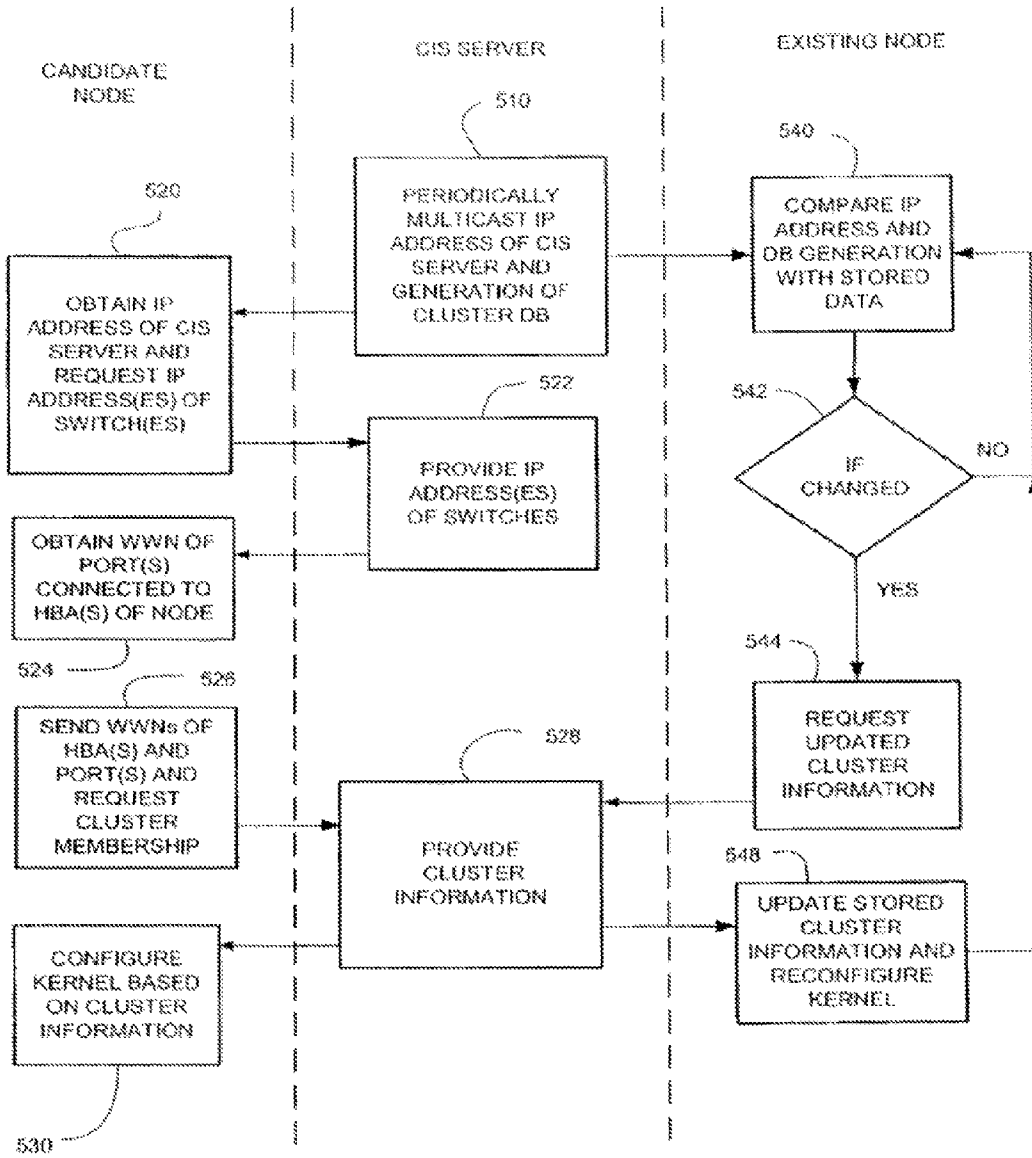 CANDIDATE
NODE
CIS SERVER
EXISTING NODE
510
PERIODICALLY
MULTICAST IP
ADDRESS OF CIS
SERVER AND
GENERATION OF
CLUSTER DB
520
OBTAIN IP
ADDRESS OF CIS
SERVER AND
REQUEST IP
ADDRESS(ES) OF
SWITCH(ES)
522
PROVIDE IP
ADDRESS(ES)
OF SWITCHES
OBTAIN WWN OF
PORT(S)
CONNECTED TO
HBA(S) OF NODE
524
526
SEND WWNs OF
HBA(S) AND
PORT(S) AND
REQUEST
CLUSTER
MEMBERSHIP
528
PROVIDE
CLUSTER
INFORMATION
CONFIGURE
KERNEL BASED
ON CLUSTER
INFORMATION
530
540
COMPARE IP
ADDRESS AND
DB GENERATION
WITH STORED
DATA
542
IF
CHANGED
NO
YES
544
REQUEST
UPDATED
CLUSTER
INFORMATION
548
UPDATE STORED
CLUSTER
INFORMATION AND
RECONFIGURE
KERNEL